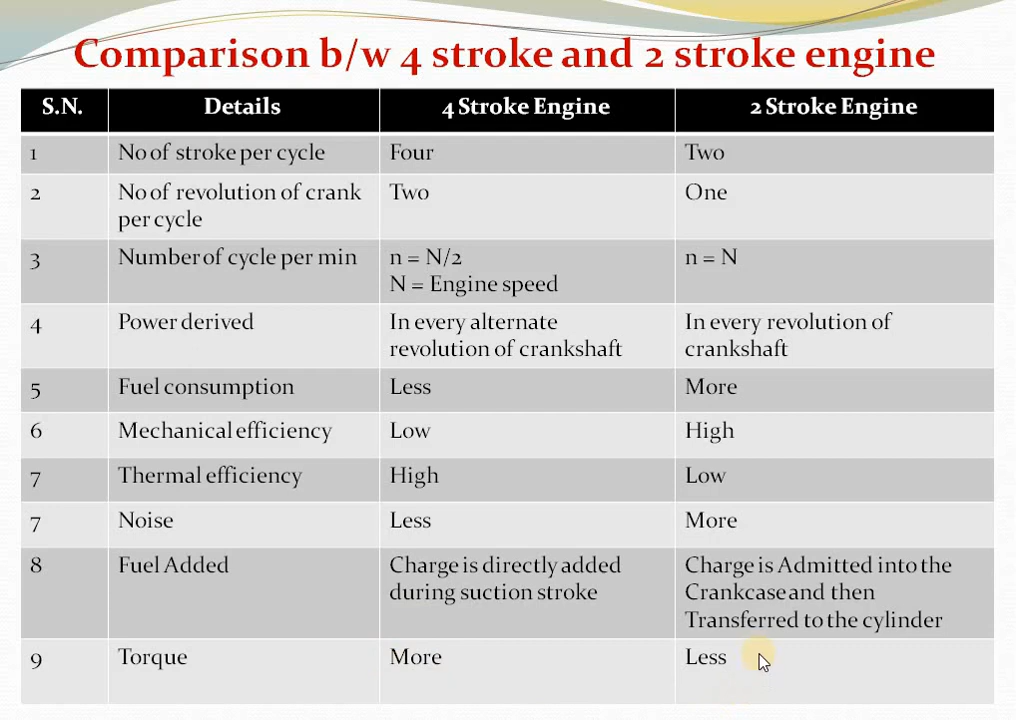 Comparison b/w 4 stroke and 2 stroke engine
S.N. Details 4 Stroke Engine 2 Stroke Engine
1 No of stroke per cycle Four Two
2 No of revolution of crank per cycle Two One
3 Number of cycle per min n = N/2 N = Engine speed n = N
4 Power derived In every alternate revolution of crankshaft In every revolution of crankshaft
5 Fuel consumption Less More
6 Mechanical efficiency Low High
7 Thermal efficiency High Low
7 Noise Less More
8 Fuel Added Charge is directly added during suction stroke Charge is Admitted into the Crankcase and then Transferred to the cylinder
9 Torque More Less